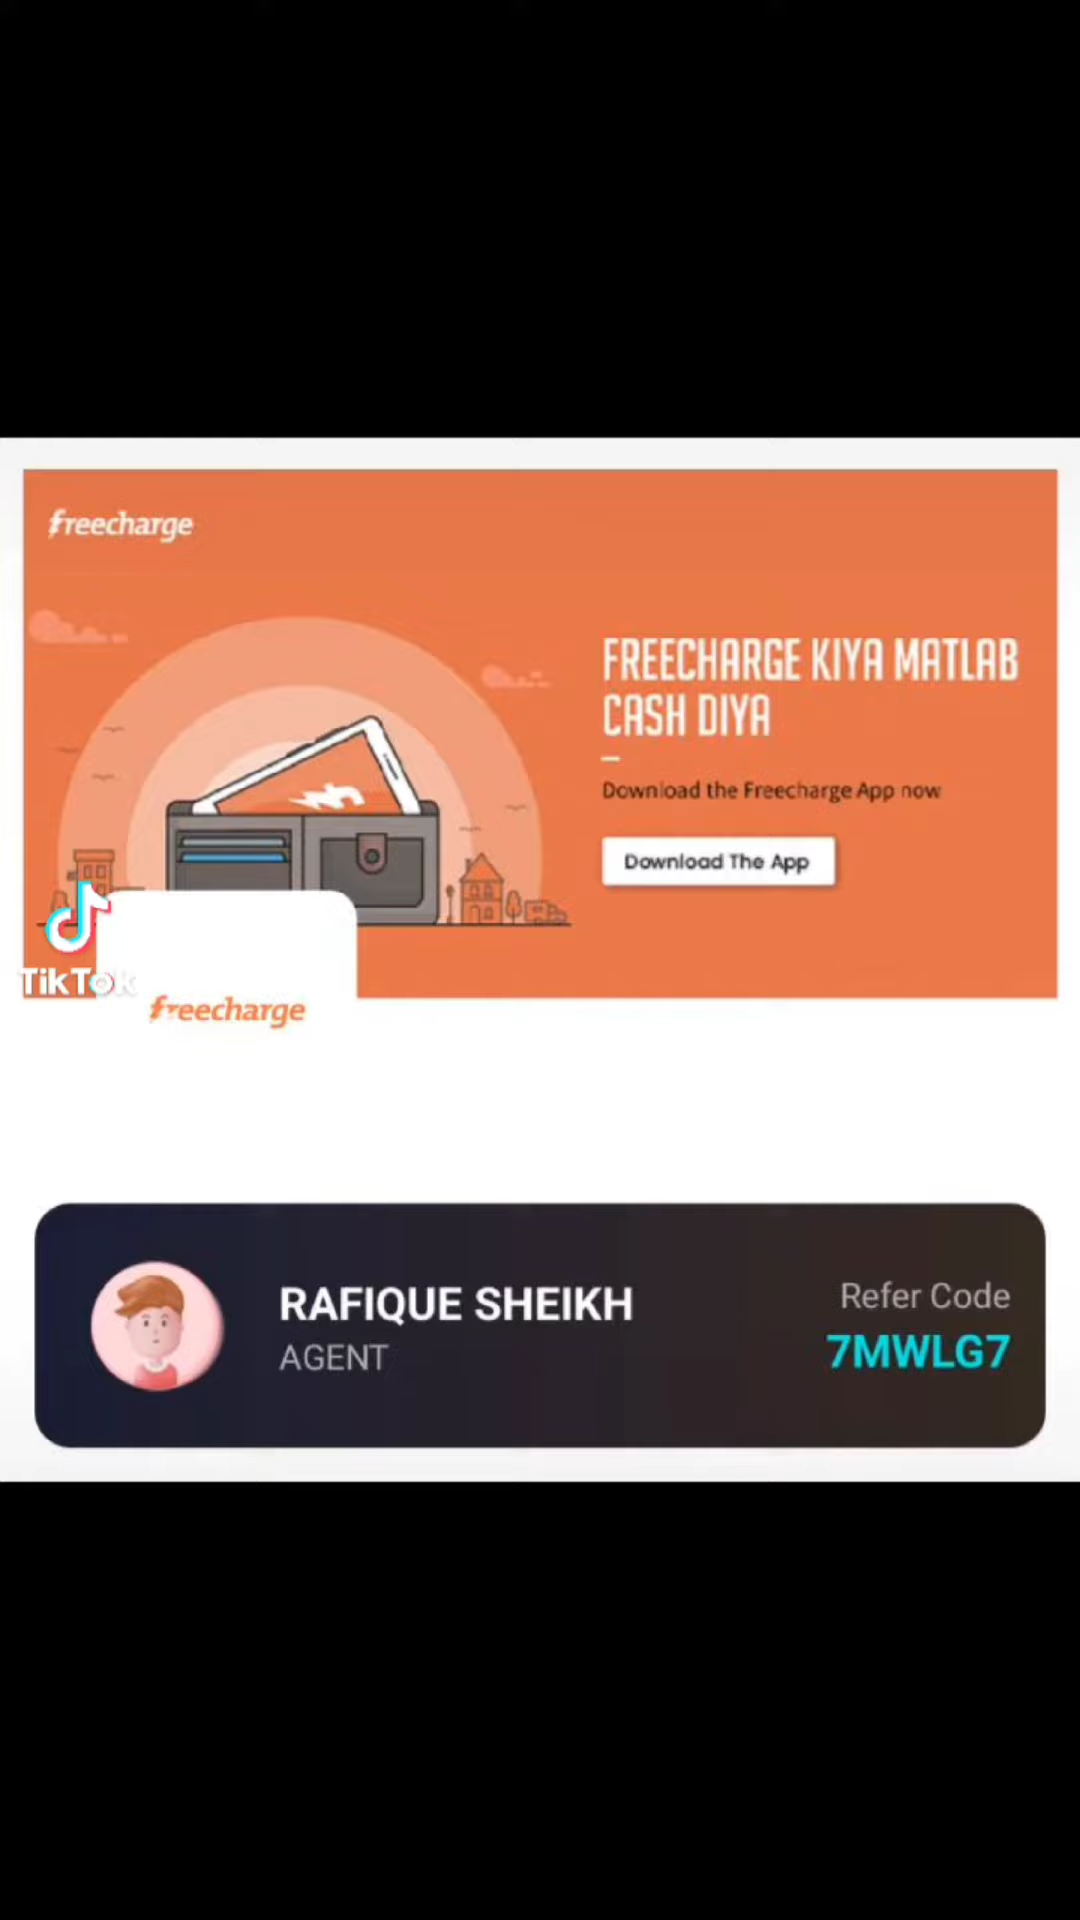 freecharge
FREECHARGE KIYA MATLAB
CASH DIYA
Download the Freecharge App now
Download The App
TikTok
freecharge
RAFIQUE SHEIKH
AGENT
Refer Code
7MWLG7